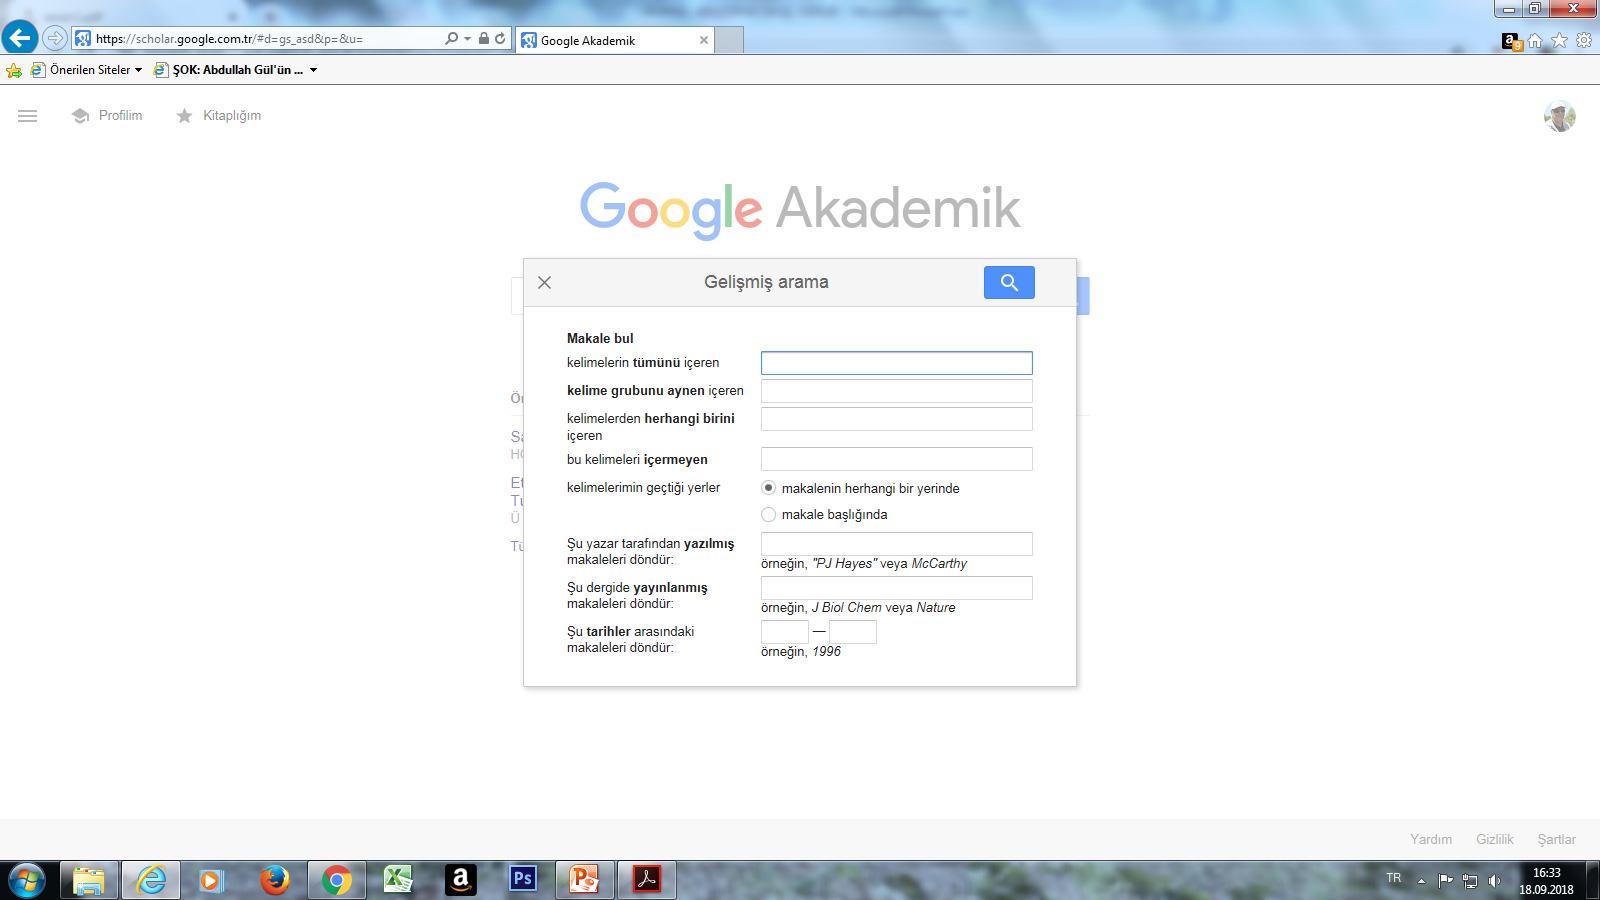 https://scholar.google.com.tr/#d=gs_asd&p=&u=
Google Akademik
Önerilen Siteler
ŞOK: Abdullah Gül'ün ...
Profilim
Kitaplığım
Google Akademik
Gelişmiş arama
Makale bul
kelimelerin tümünü içeren
kelime grubunu aynen içeren
kelimelerden herhangi birini
içeren
bu kelimeleri içermeyen
kelimelerimin geçtiği yerler
makalenin herhangi bir yerinde
makale başlığında
Şu yazar tarafından yazılmış
makaleleri döndür:
örneğin, "PJ Hayes" veya McCarthy
Şu dergide yayınlanmış
makaleleri döndür:
örneğin, J Biol Chem veya Nature
Şu tarihler arasındaki
makaleleri döndür:
—
örneğin, 1996
Yardım
Gizlilik
Şartlar
a
Ps
TR
16:33
18.09.2018